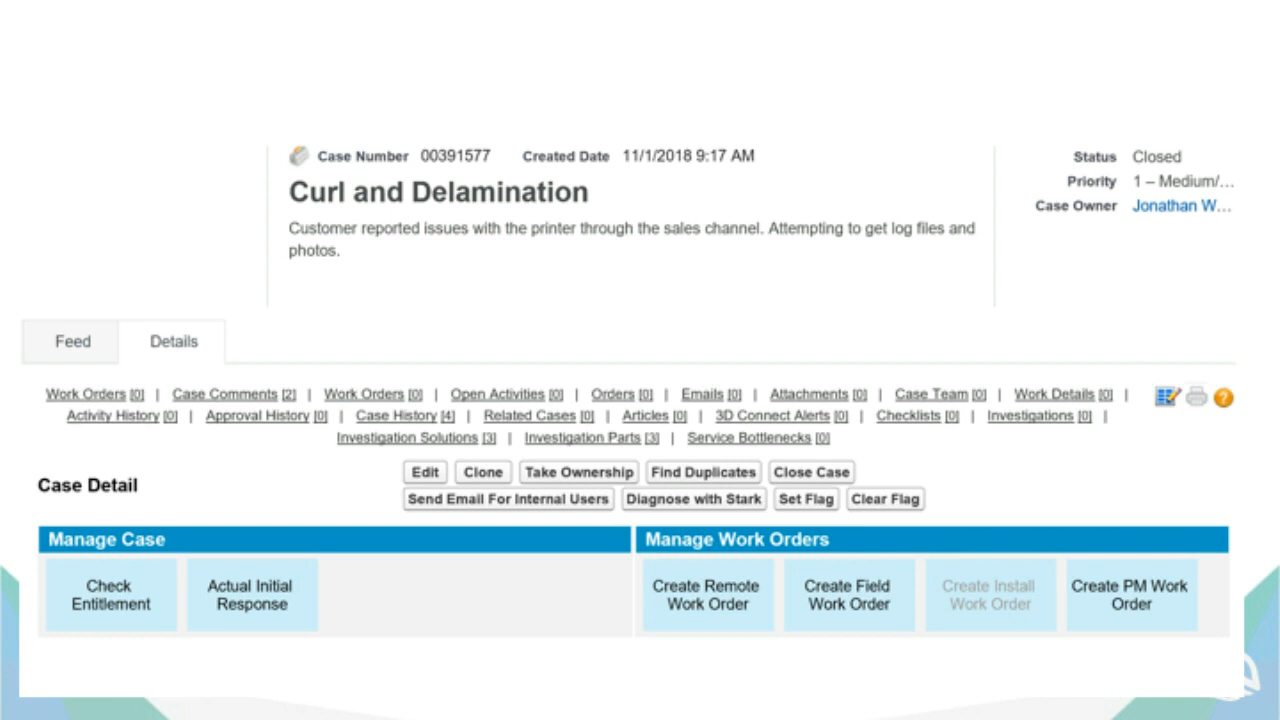 Case Number 00391577 Created Date 11/1/2018 9:17 AM
Curl and Delamination
Customer reported issues with the printer through the sales channel. Attempting to get log files and
photos.
Status Closed
Priority 1 – Medium/...
Case Owner Jonathan W...
Feed Details
Work Orders [0] | Case Comments [2] | Work Orders [0] | Open Activities [0] | Orders [0] | Emails [0] | Attachments [0] | Case Team [0] | Work Details [0] |
Activity History [0] | Approval History [0] | Case History [4] | Related Cases [0] | Articles [0] | 3D Connect Alerts [0] | Checklists [0] | Investigations [0] |
Investigation Solutions [3] | Investigation Parts [3] | Service Bottlenecks [0]
Case Detail
Edit Clone Take Ownership Find Duplicates Close Case
Send Email For Internal Users Diagnose with Stark Set Flag Clear Flag
Manage Case
Check
Entitlement
Actual Initial
Response
Manage Work Orders
Create Remote
Work Order
Create Field
Work Order
Create Install
Work Order
Create PM Work
Order